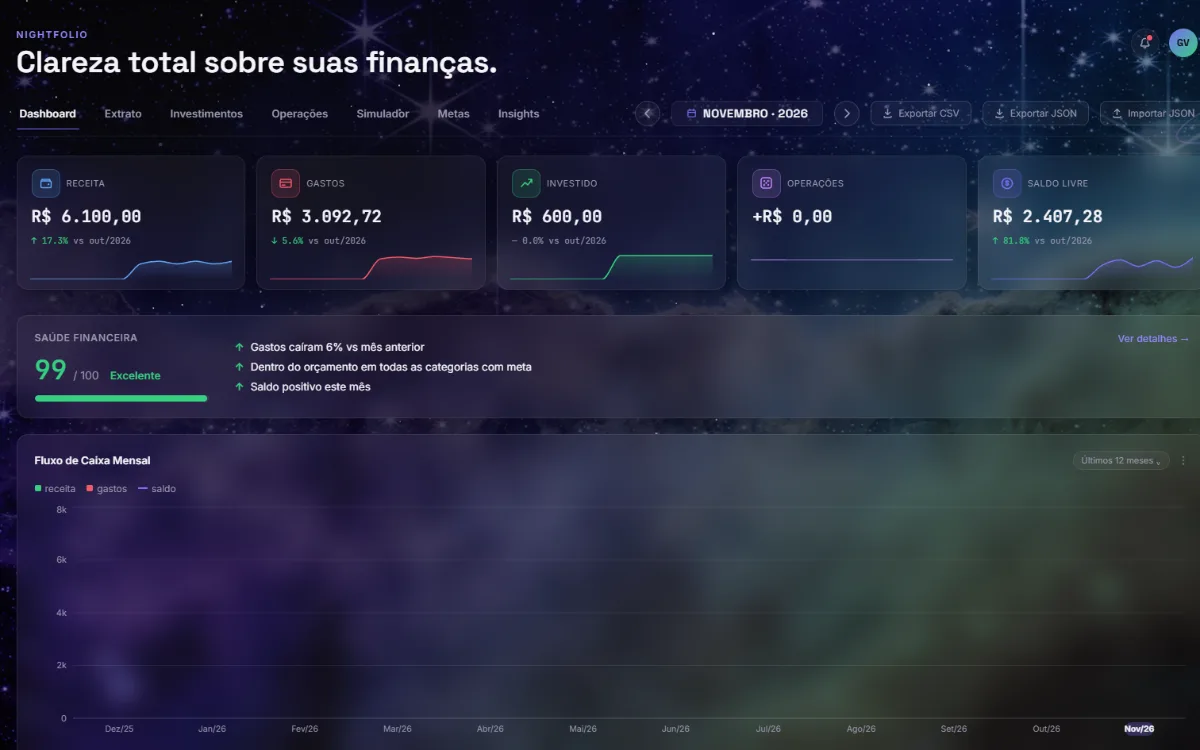 NIGHTFOLIO
Clareza total sobre suas finanças.
GV
Dashboard Extrato Investimentos Operações Simulador Metas Insights
NOVEMBRO · 2026
Exportar CSV
Exportar JSON
Importar JSON
RECEITA
R$ 6.100,00
↑ 17.3% vs out/2026
GASTOS
R$ 3.092,72
↓ 5.6% vs out/2026
INVESTIDO
R$ 600,00
— 0.0% vs out/2026
OPERAÇÕES
+R$ 0,00
SALDO LIVRE
R$ 2.407,28
↑ 81.8% vs out/2026
SAÚDE FINANCEIRA
99 / 100 Excelente
↑ Gastos caíram 6% vs mês anterior
↑ Dentro do orçamento em todas as categorias com meta
↑ Saldo positivo este mês
Ver detalhes →
Fluxo de Caixa Mensal
Últimos 12 meses
receita gastos saldo
8k
6k
4k
2k
0
Dez/25 Jan/26 Fev/26 Mar/26 Abr/26 Mai/26 Jun/26 Jul/26 Ago/26 Set/26 Out/26 Nov/26